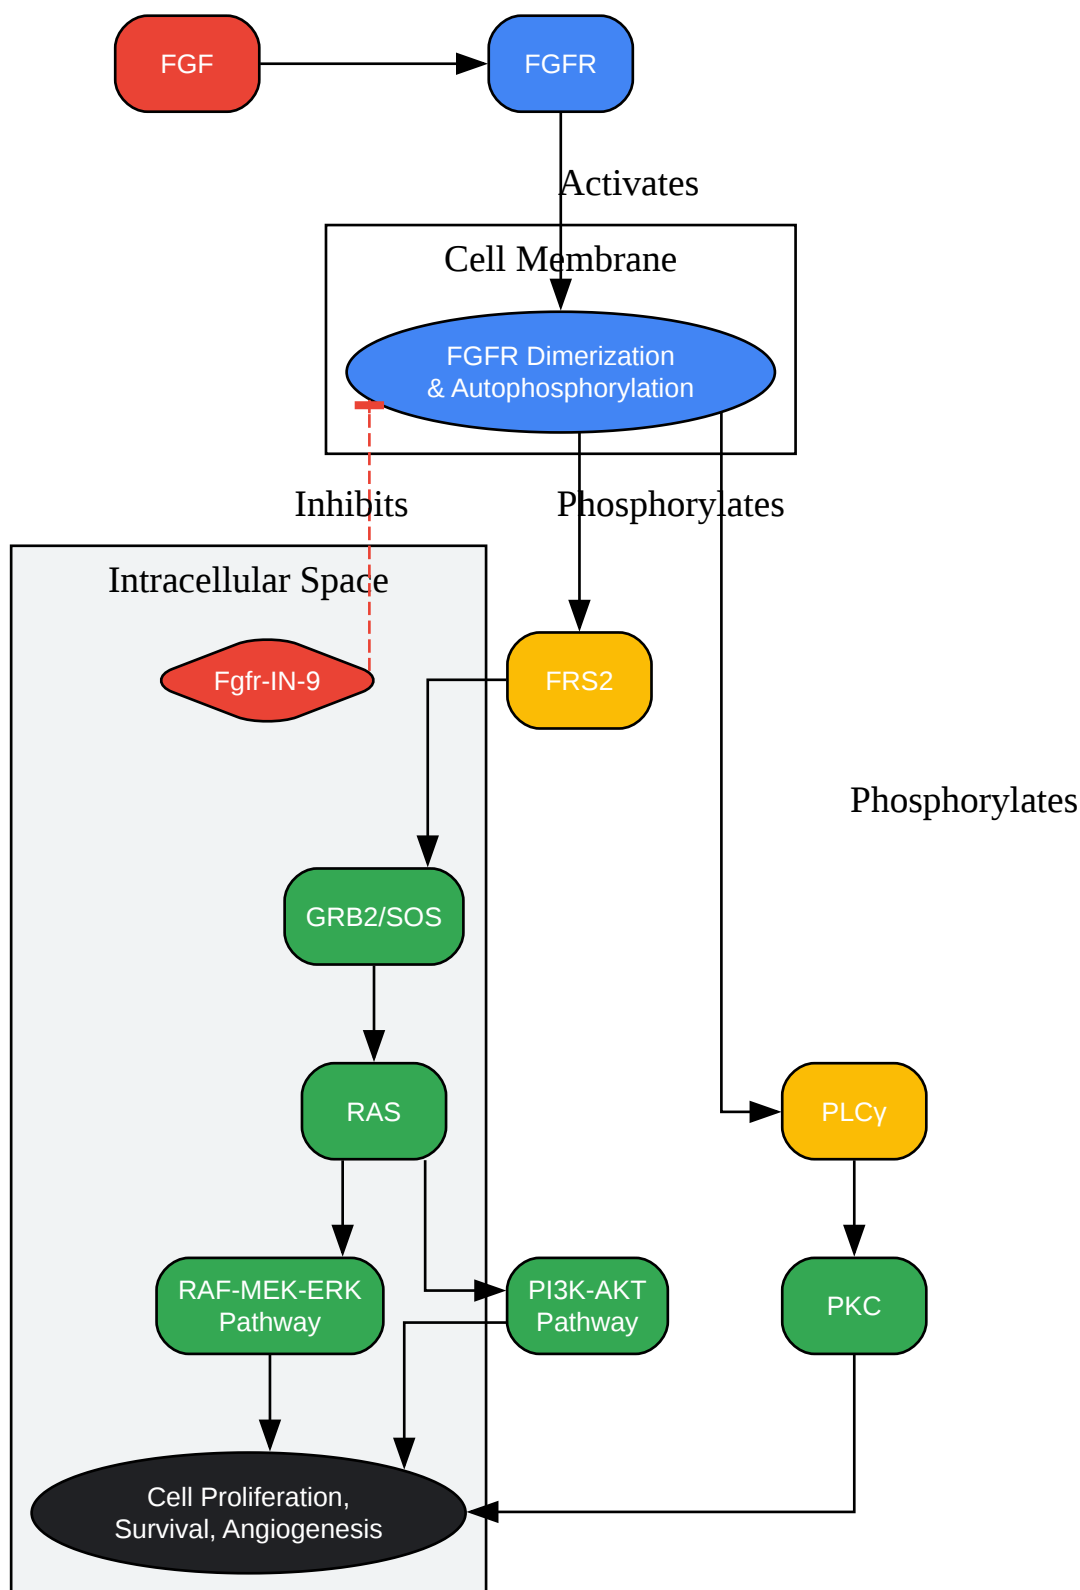 FGF
FGFR
Activates
Cell Membrane
FGFR Dimerization
& Autophosphorylation
Inhibits
Phosphorylates
Intracellular Space
Fgfr-IN-9
FRS2
Phosphorylates
GRB2/SOS
RAS
PLCγ
RAF-MEK-ERK
Pathway
PI3K-AKT
Pathway
PKC
Cell Proliferation,
Survival, Angiogenesis